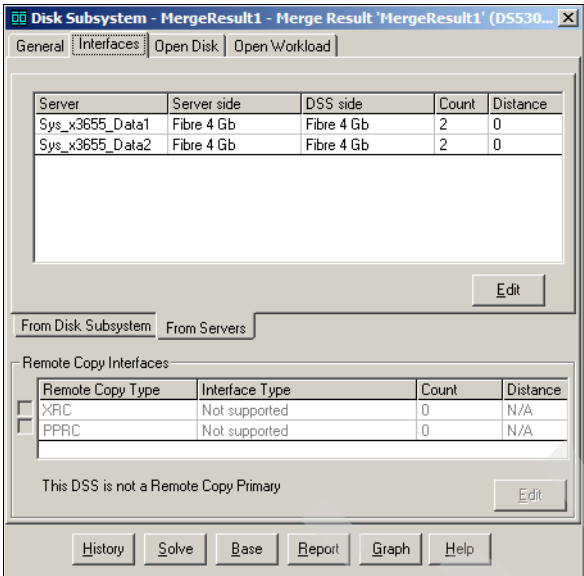 Disk Subsystem - MergeResult1 - Merge Result 'MergeResult1' (DS530...
General Interfaces Open Disk Open Workload
Server Server side DSS side Count Distance
Sys_x3655_Data1 Fibre 4 Gb Fibre 4 Gb 2 0
Sys_x3655_Data2 Fibre 4 Gb Fibre 4 Gb 2 0
Edit
From Disk Subsystem From Servers
Remote Copy Interfaces
Remote Copy Type Interface Type Count Distance
XRC Not supported 0 N/A
PPRC Not supported 0 N/A
This DSS is not a Remote Copy Primary
Edit
History Solve Base Report Graph Help